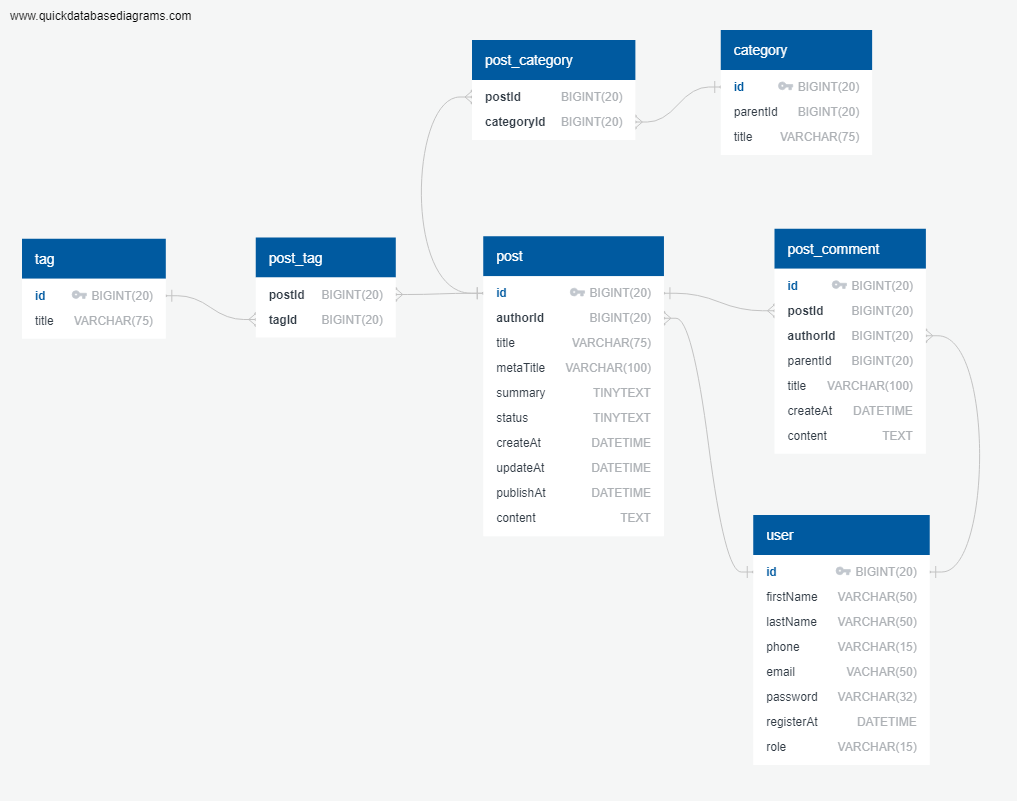 www.quickdatabasediagrams.com
post_category
postId BIGINT(20)
categoryId BIGINT(20)
category
id BIGINT(20)
parentId BIGINT(20)
title VARCHAR(75)
tag
id BIGINT(20)
title VARCHAR(75)
post_tag
postId BIGINT(20)
tagId BIGINT(20)
post
id BIGINT(20)
authorId BIGINT(20)
title VARCHAR(75)
metaTitle VARCHAR(100)
summary TINYTEXT
status TINYTEXT
createAt DATETIME
updateAt DATETIME
publishAt DATETIME
content TEXT
post_comment
id BIGINT(20)
postId BIGINT(20)
authorId BIGINT(20)
parentId BIGINT(20)
title VARCHAR(100)
createAt DATETIME
content TEXT
user
id BIGINT(20)
firstName VARCHAR(50)
lastName VARCHAR(50)
phone VARCHAR(15)
email VACHAR(50)
password VARCHAR(32)
registerAt DATETIME
role VARCHAR(15)